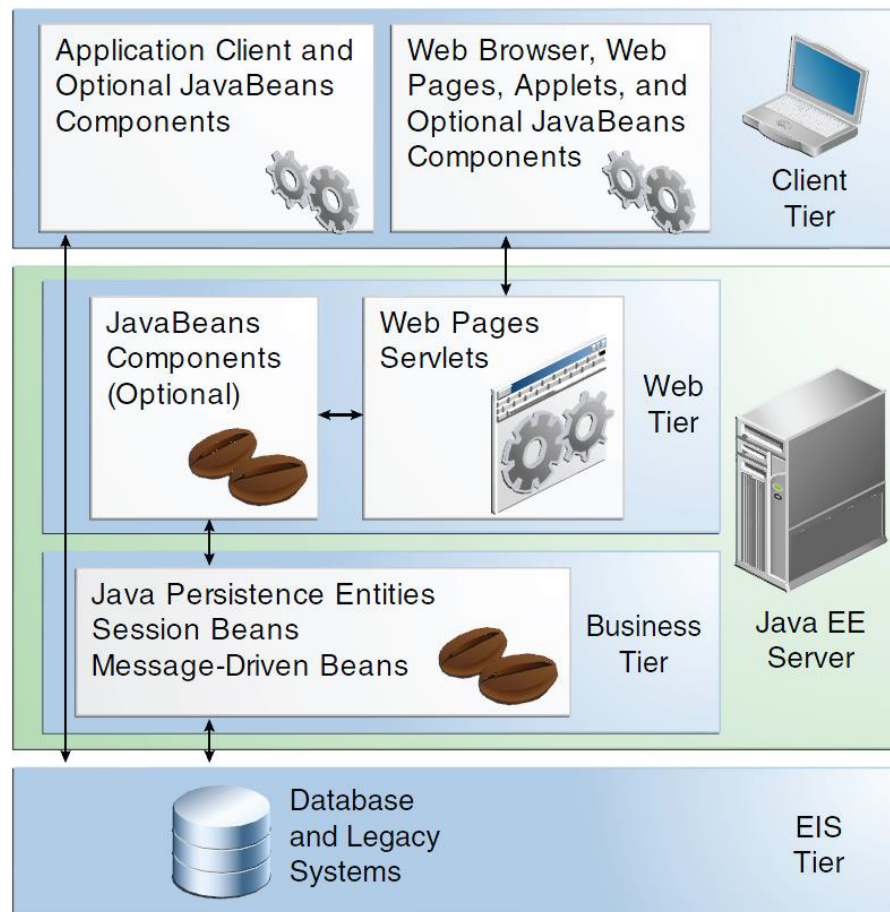 Application Client and
Optional JavaBeans
Components
Web Browser, Web
Pages, Applets, and
Optional JavaBeans
Components
Client
Tier
JavaBeans
Components
(Optional)
Web Pages
Servlets
Web
Tier
Java Persistence Entities
Session Beans
Message-Driven Beans
Business
Tier
Java EE
Server
Database
and Legacy
Systems
EIS
Tier